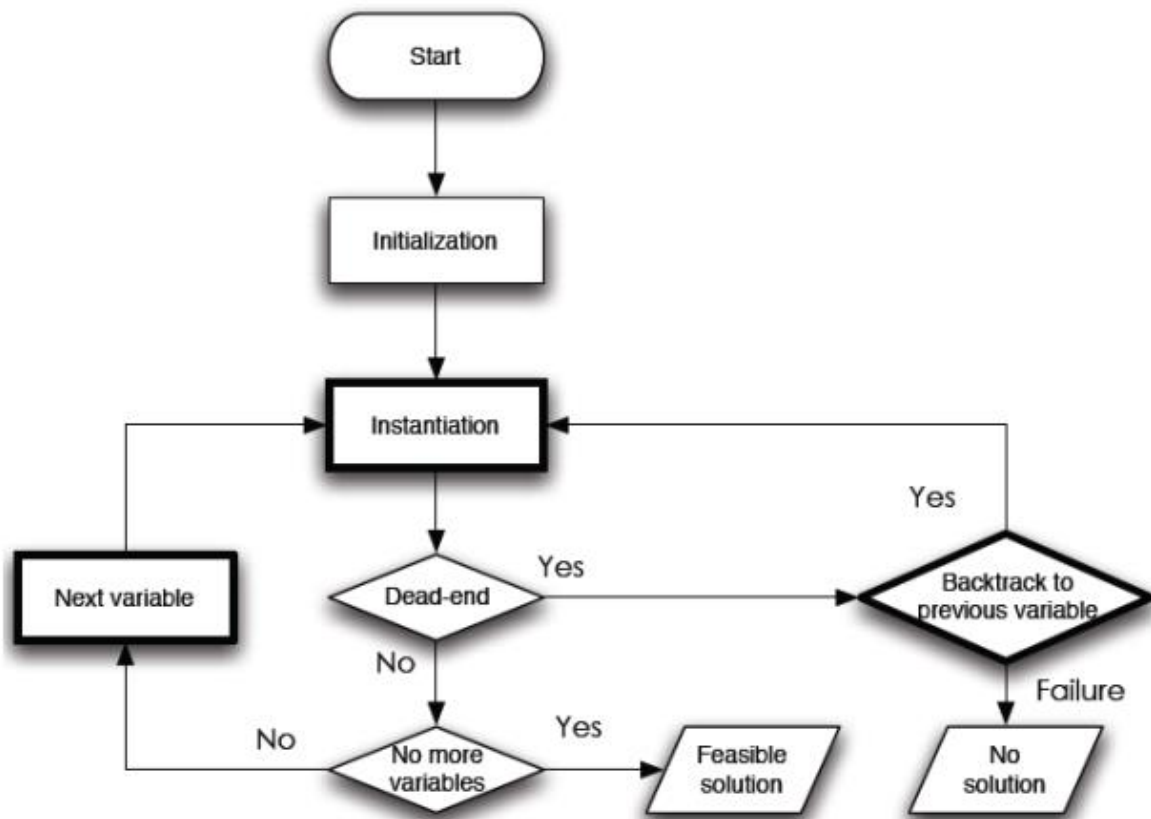 Start
Initialization
Instantiation
Yes
Next variable
Dead-end
Yes
Backtrack to
previous variable
No
Failure
No
No more
variables
Yes
Feasible
solution
No
solution